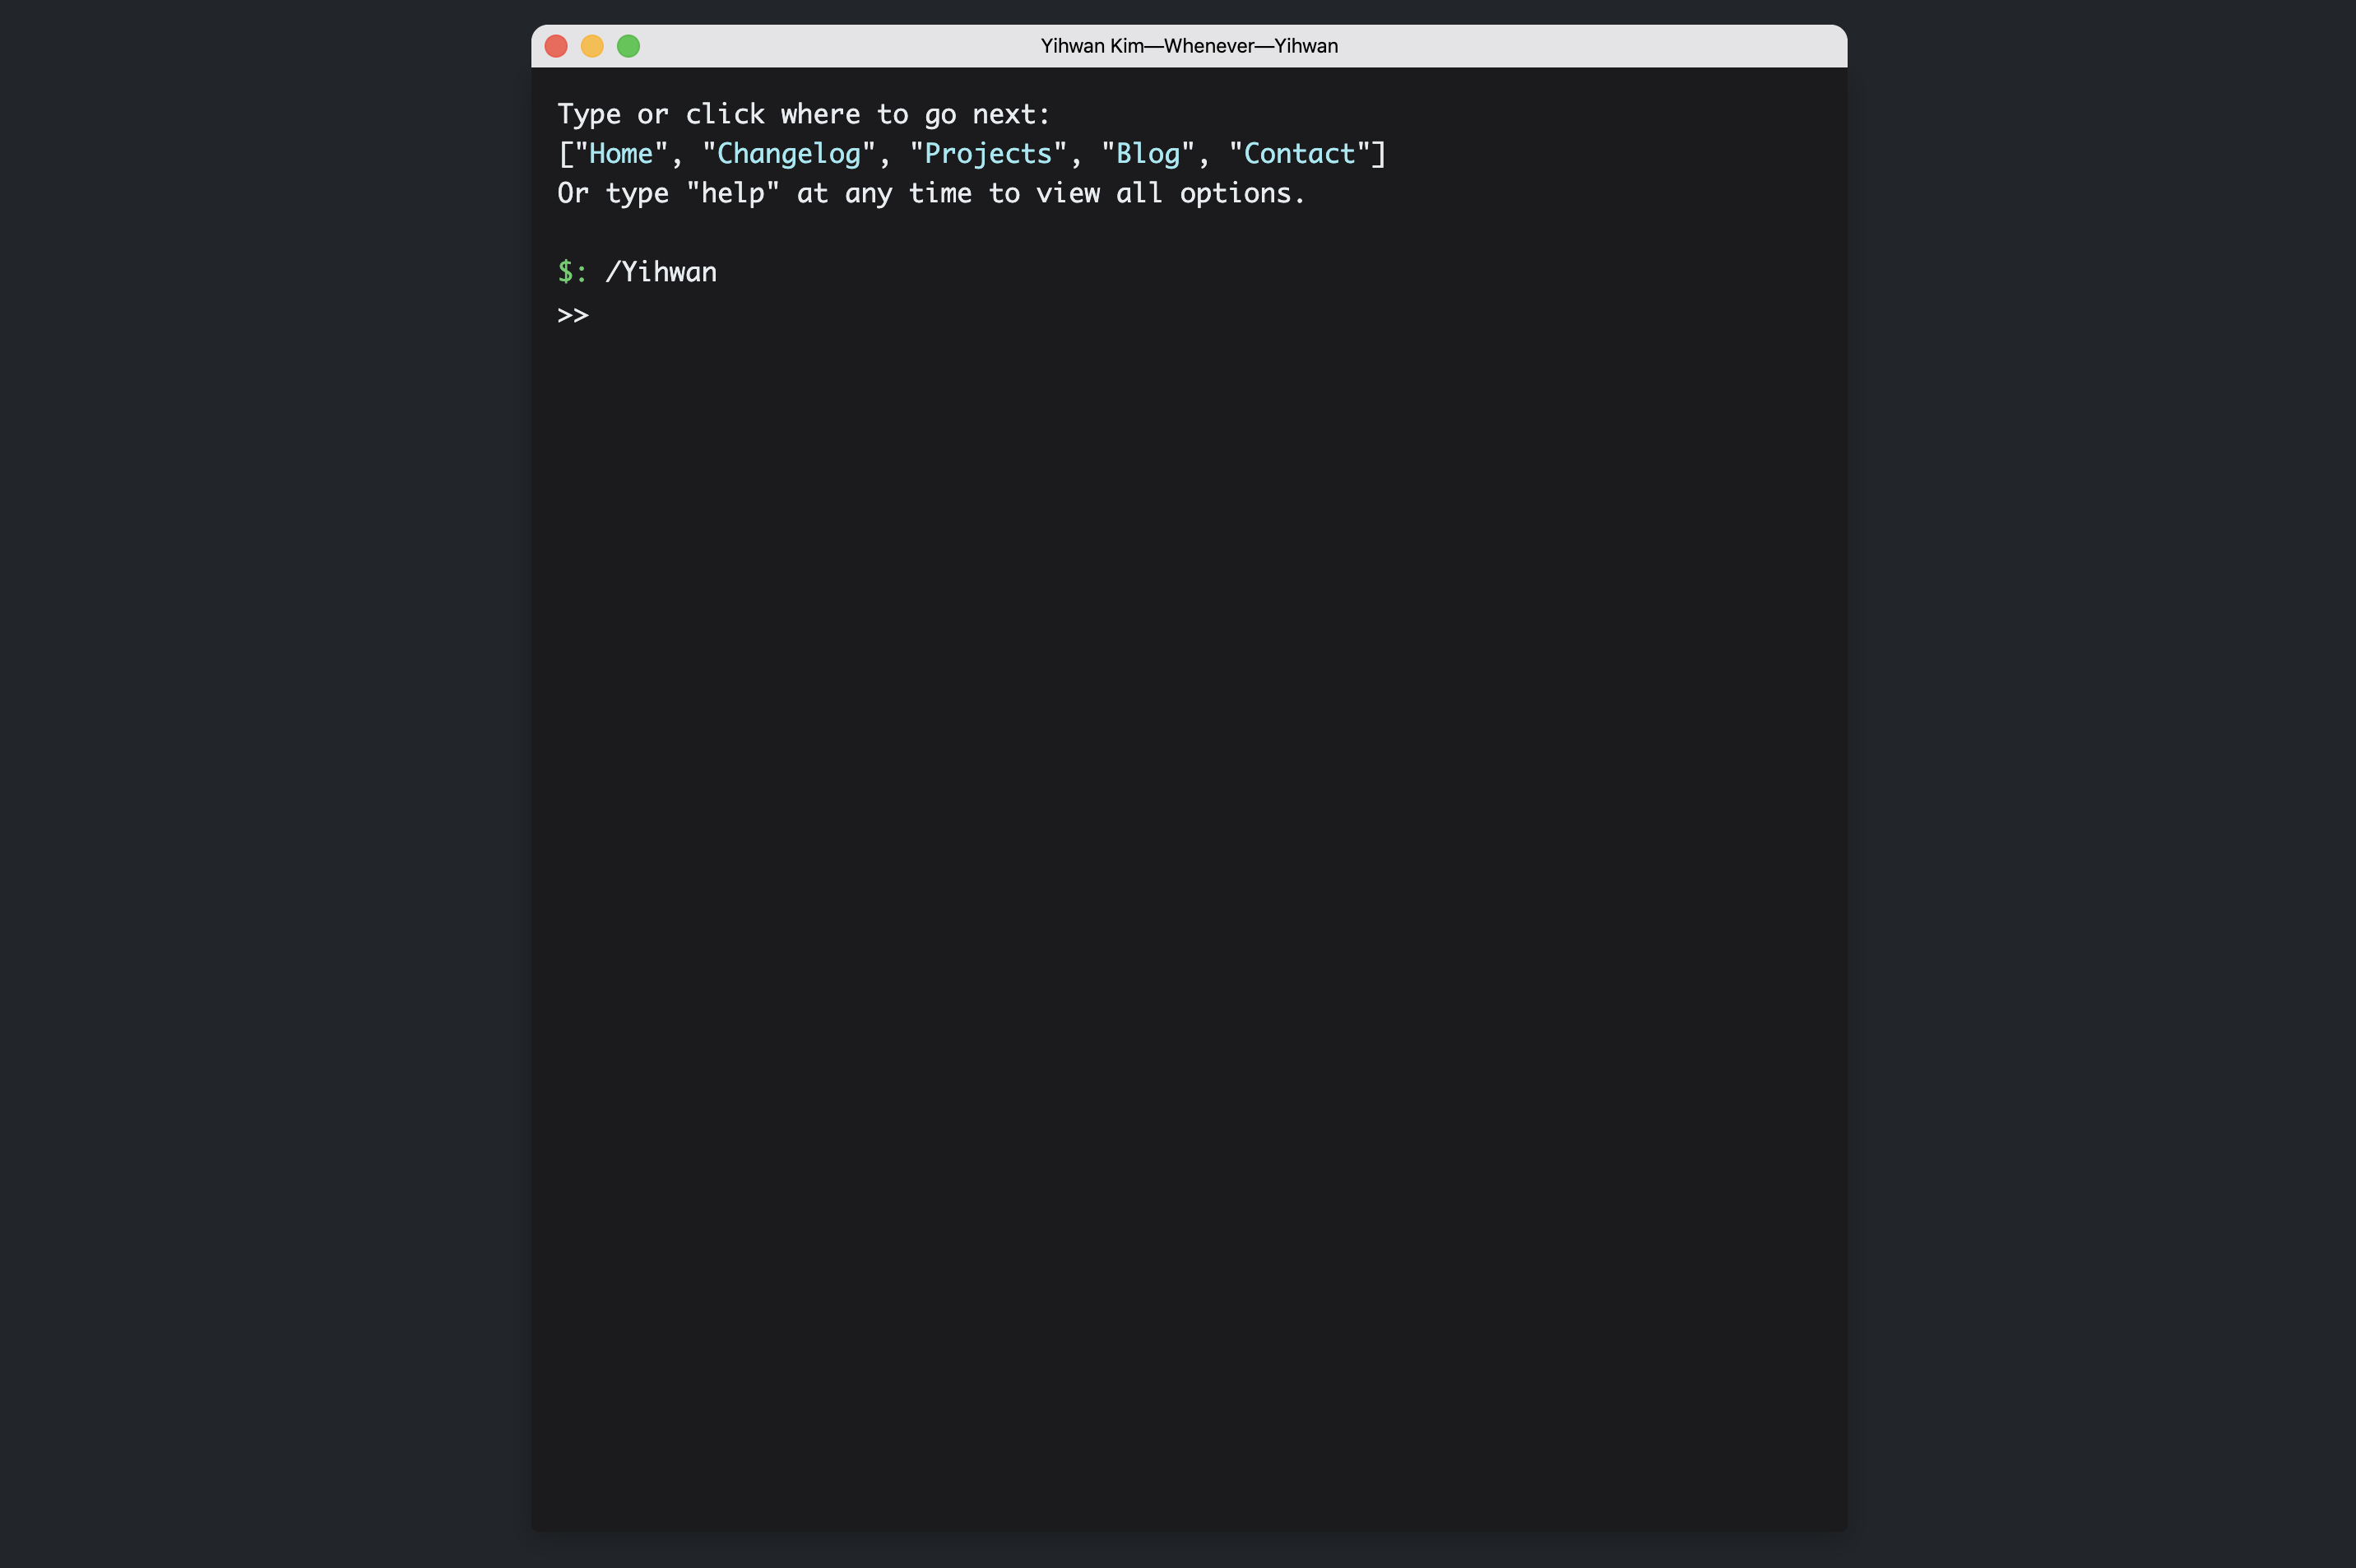 Yihwan Kim—Whenever—Yihwan
Type or click where to go next:
["Home", "Changelog", "Projects", "Blog", "Contact"]
Or type "help" at any time to view all options.
$: /Yihwan
>>